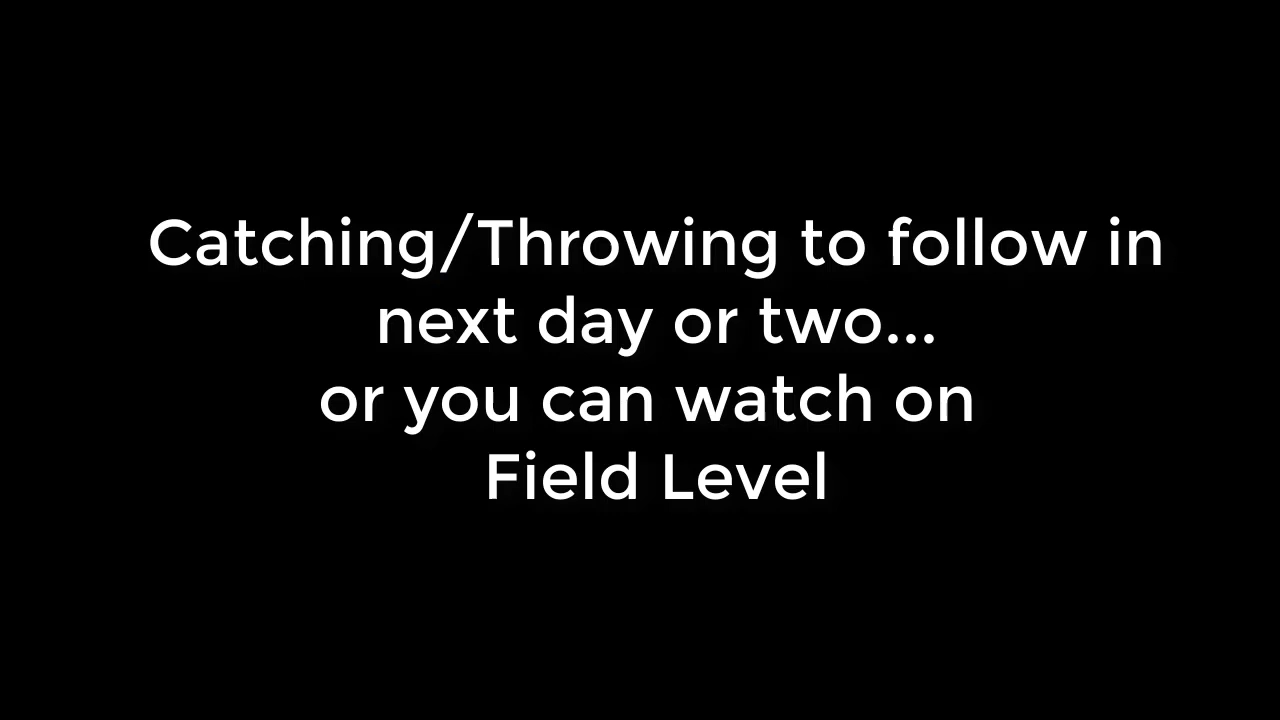 Catching/Throwing to follow in
next day or two...
or you can watch on
Field Level